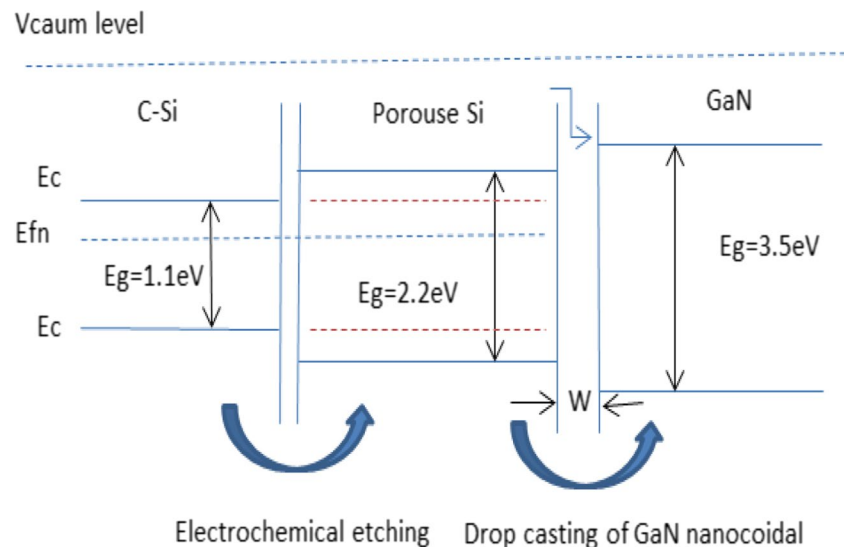 Vcaum level
C-Si
Porouse Si
GaN
Ec
Efn
Eg=1.1eV
Eg=2.2eV
Eg=3.5eV
Ec
W
Electrochemical etching
Drop casting of GaN nanocoidal